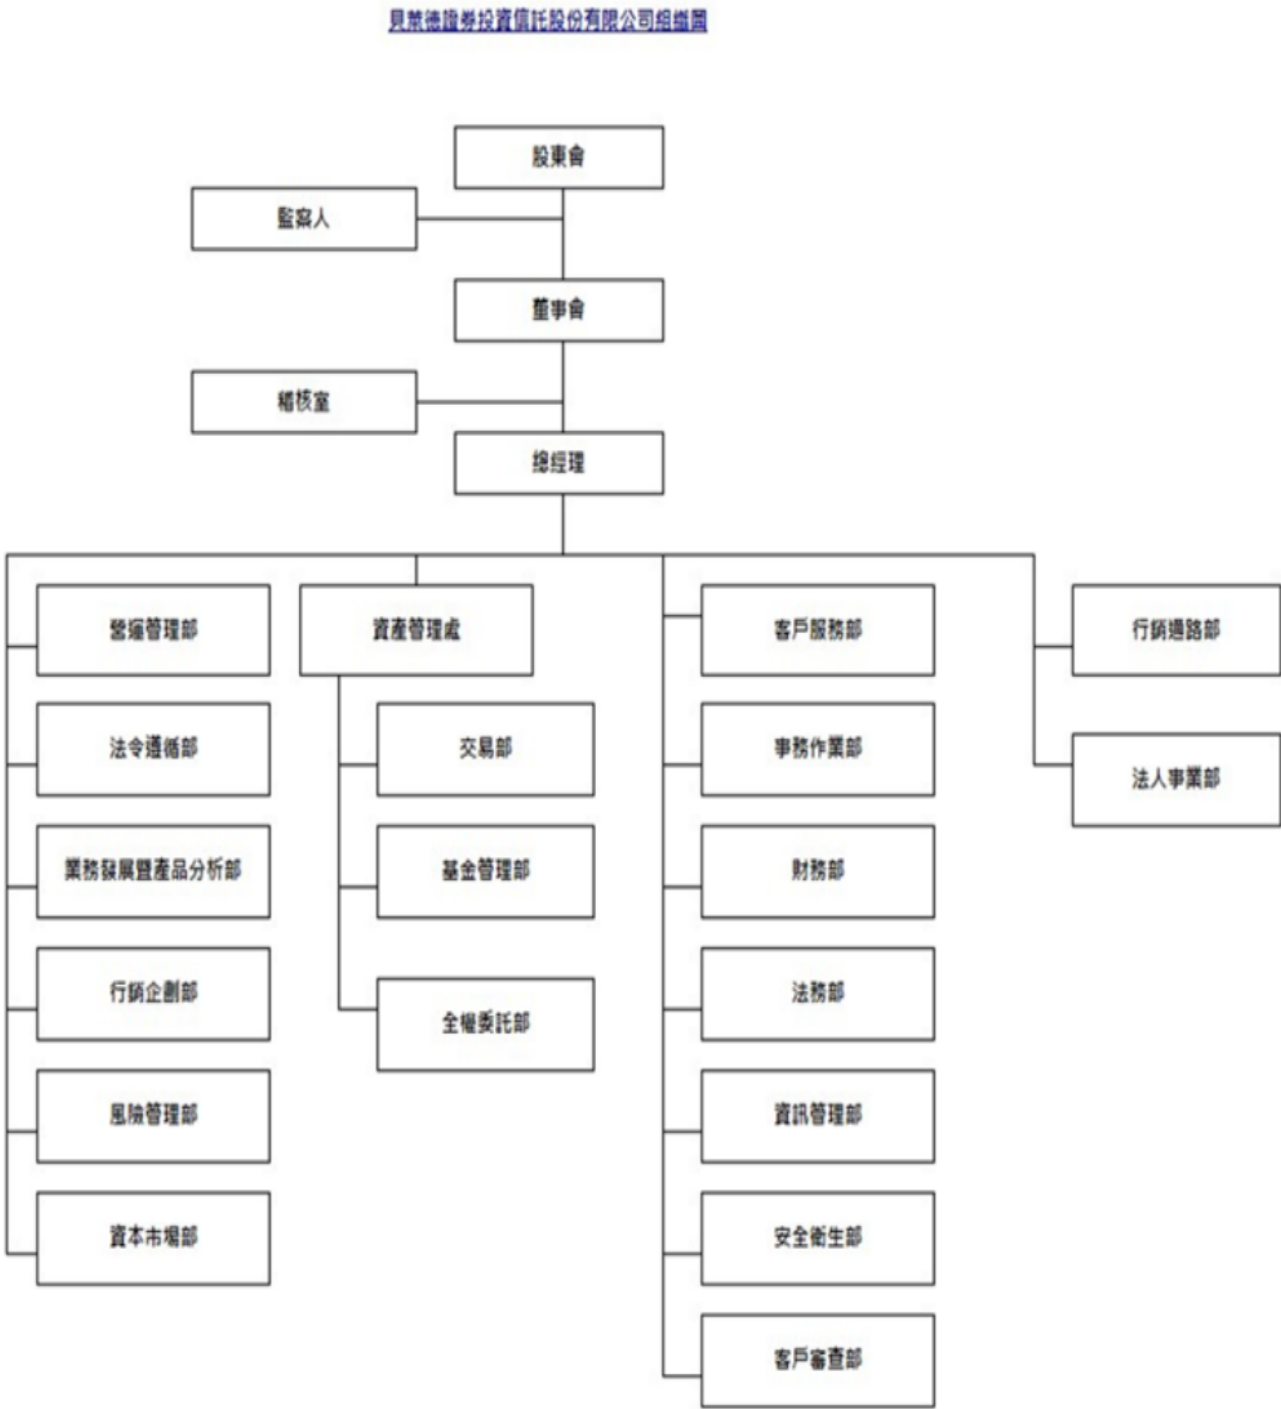 貝萊德證券投資信託股份有限公司組織圖
股東會
監察人
董事會
稽核室
總經理
營運管理部
法令遵循部
業務發展暨產品分析部
行銷企劃部
風險管理部
資本市場部
資產管理處
交易部
基金管理部
全權委託部
客戶服務部
事務作業部
財務部
法務部
資訊管理部
安全衛生部
客戶審查部
行銷通路部
法人事業部